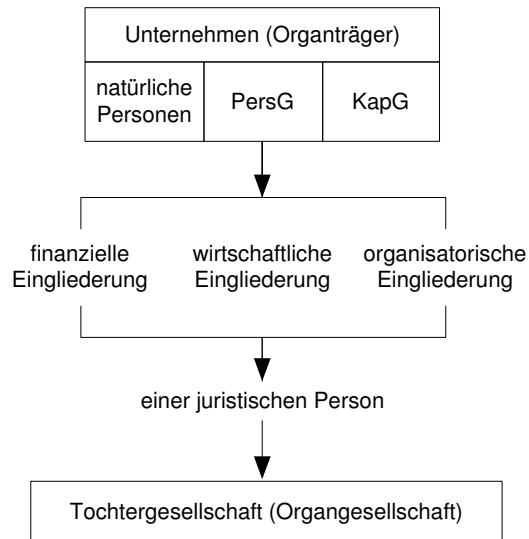 Unternehmen (Organträger)
natürliche
Personen
PersG
KapG
finanzielle
Eingliederung
wirtschaftliche
Eingliederung
organisatorische
Eingliederung
einer juristischen Person
Tochtergesellschaft (Organgesellschaft)